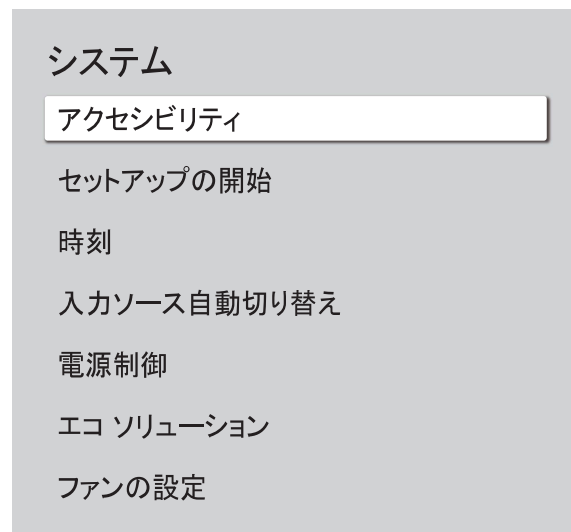 システム
アクセシビリティ
セットアップの開始
時刻
入力ソース自動切り替え
電源制御
エコ ソリューション
ファンの設定